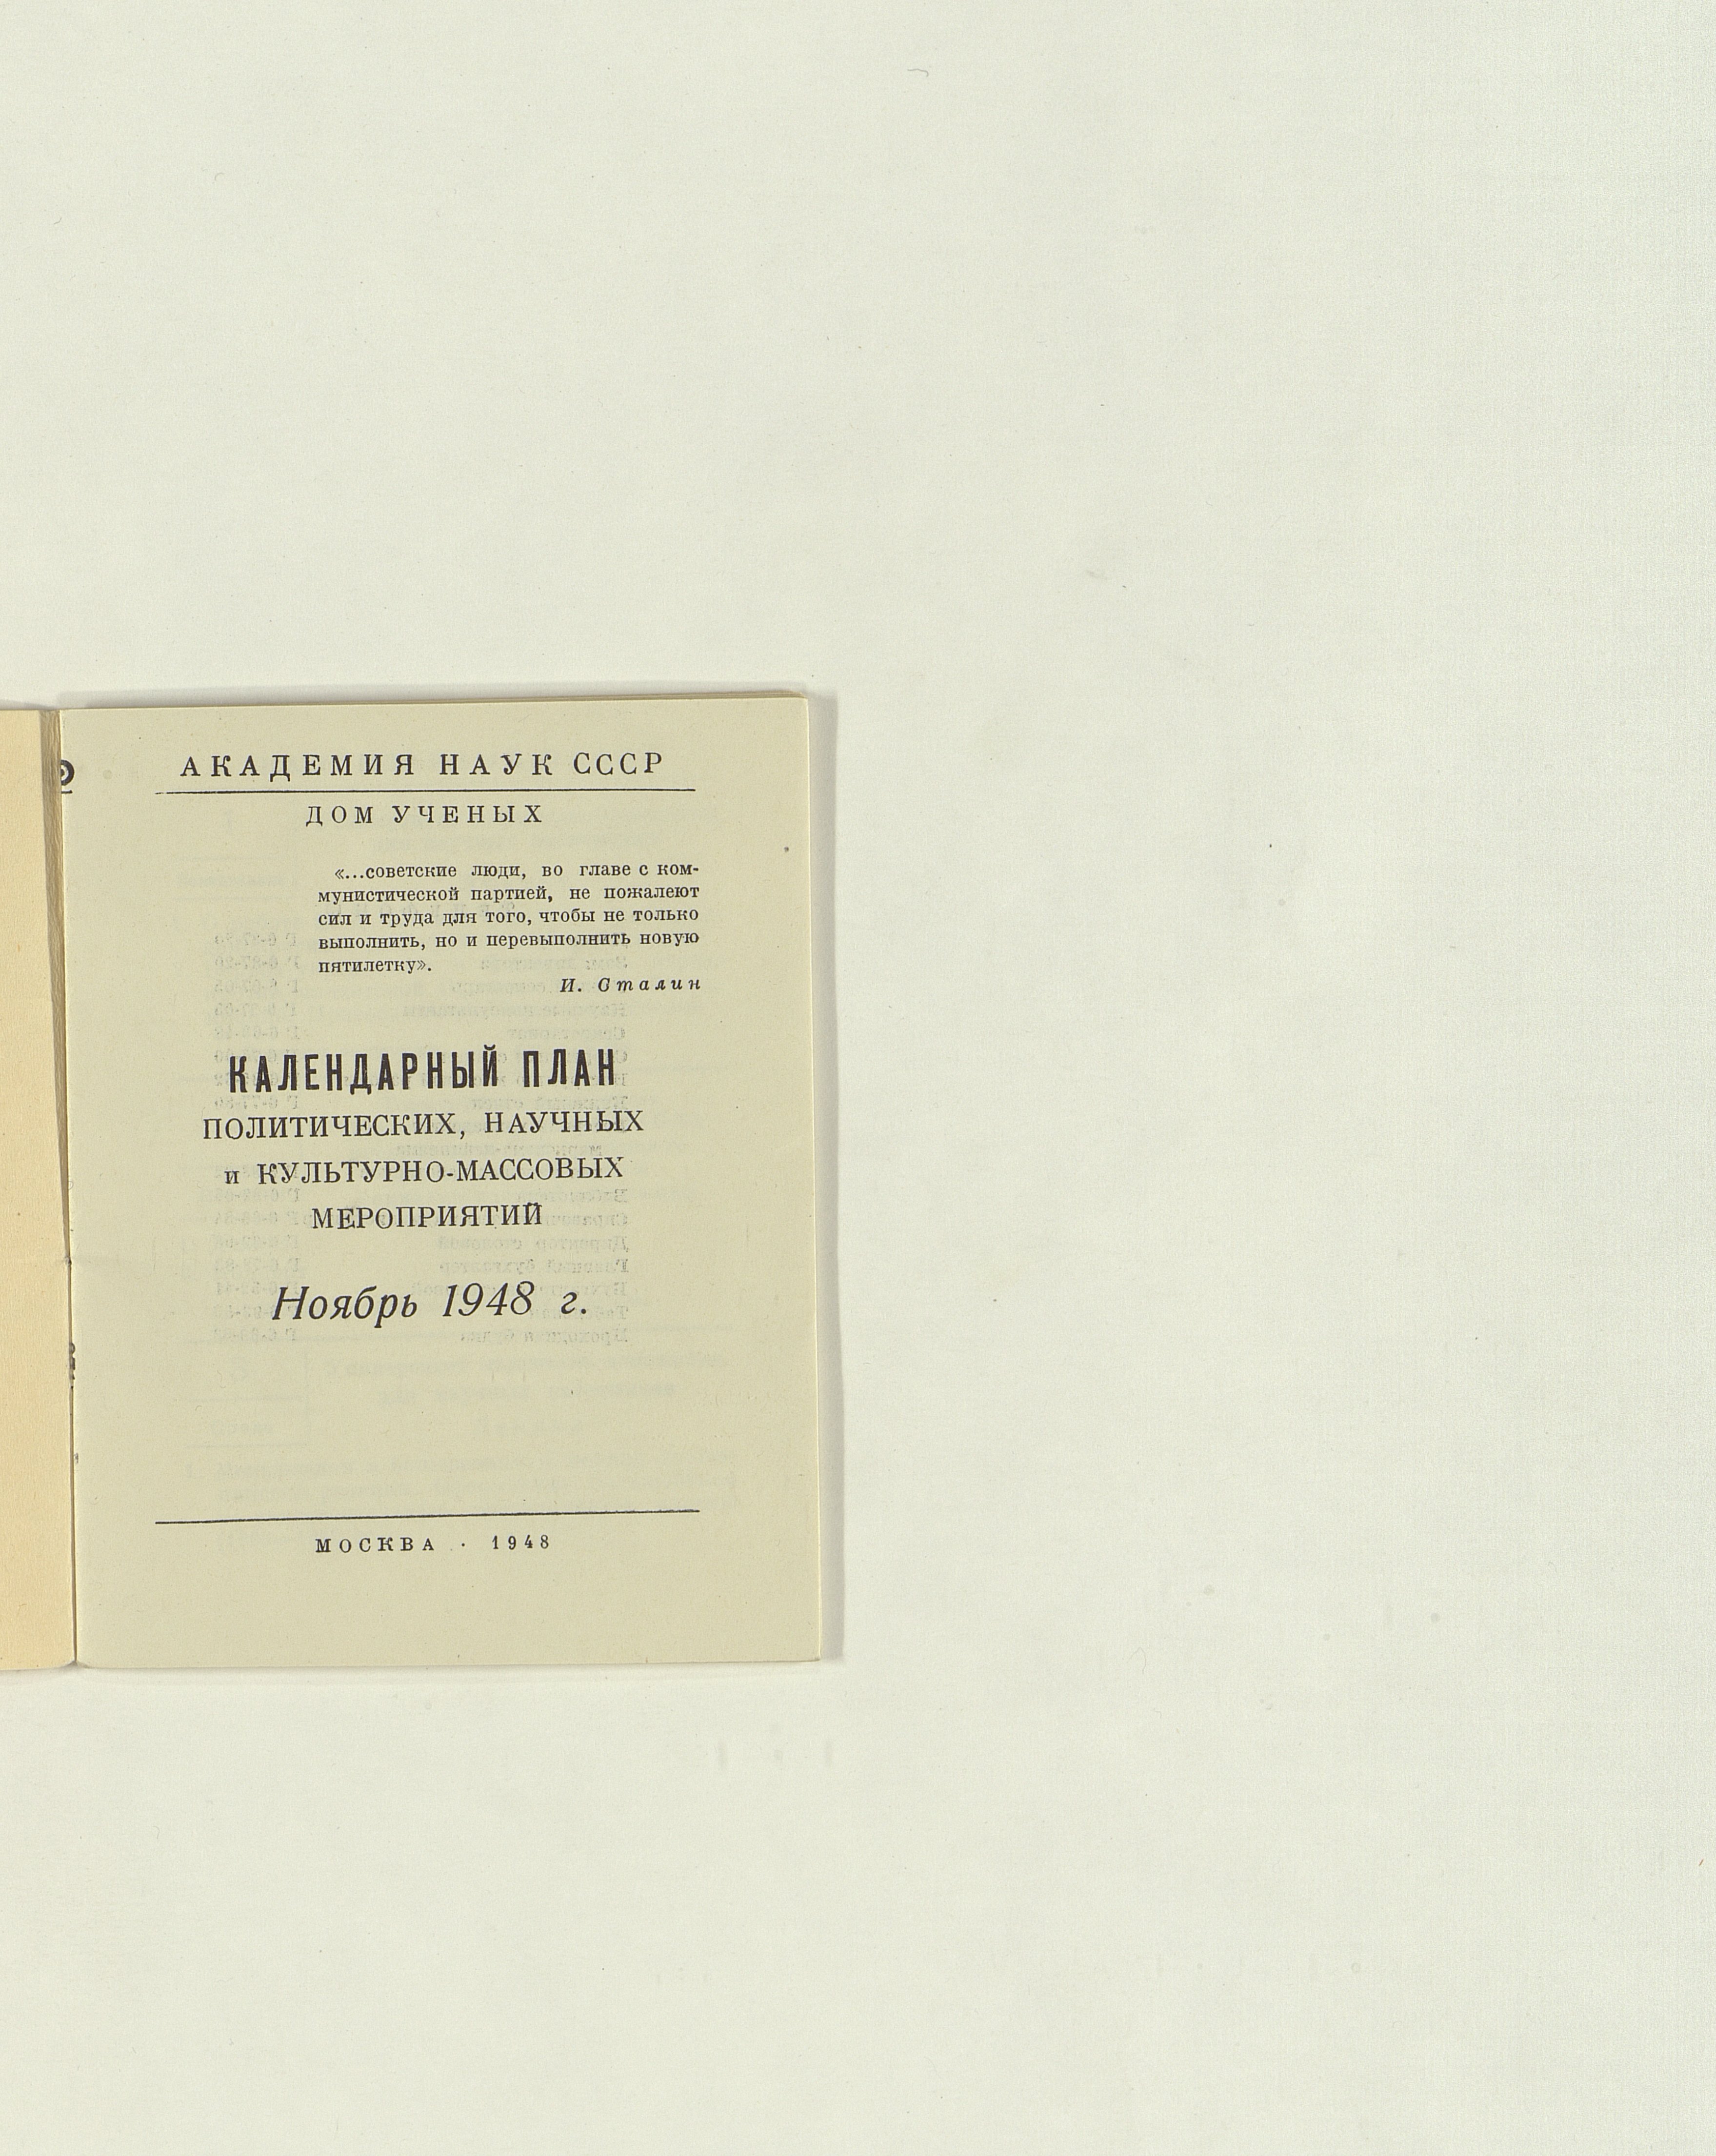 АКАДЕМИЯ НАУК СССР
ДОМ УЧЕНЫХ
«...советские люди, во главе с ком-
мунистической партией, не пожалеют
сил и труда для того, чтобы не только
выполнить, но и перевыполнить новую
пятилетку».
И. Сталин
КАЛЕНДАРНЫЙ ПЛАН
ПОЛИТИЧЕСКИХ, НАУЧНЫХ
и КУЛЬТУРНО-МАССОВЫХ
МЕРОПРИЯТИЙ
Ноябрь 1948 г.
МОСКВА · 1948